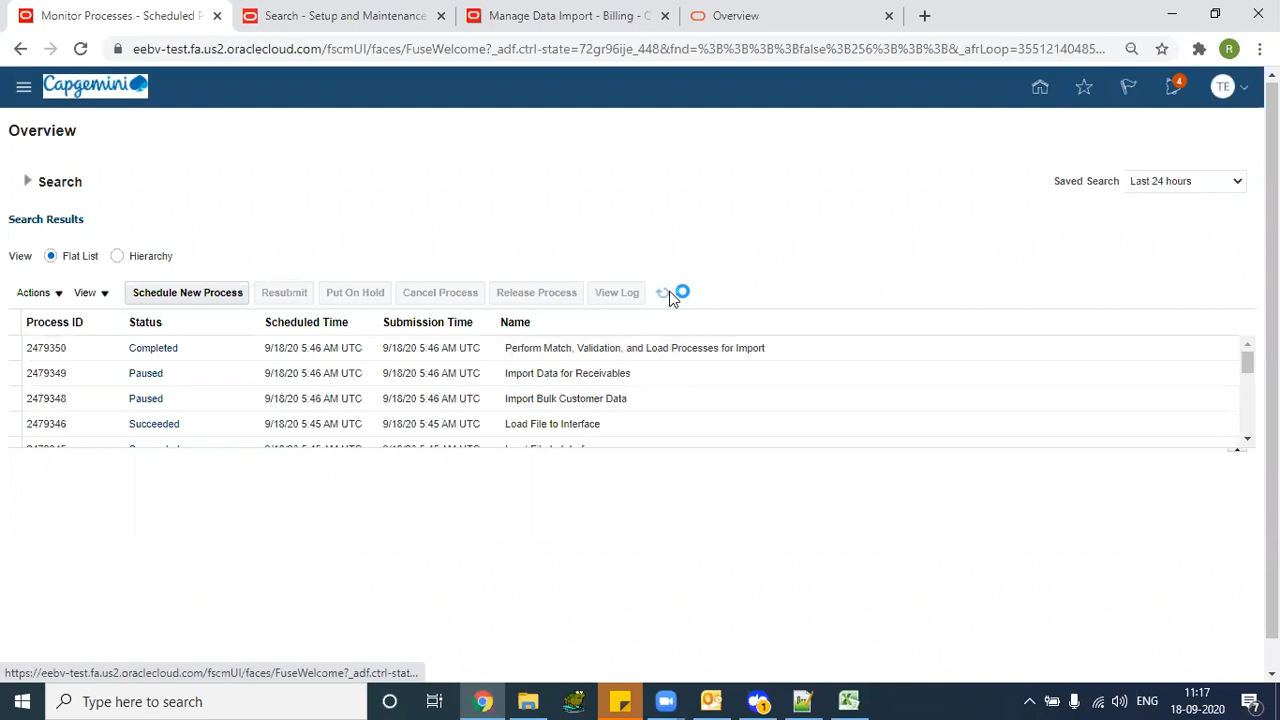 Monitor Processes - Scheduled P
Search - Setup and Maintenance
Manage Data Import - Billing - O
Overview
eebv-test.fa.us2.oraclecloud.com/fscmUI/faces/FuseWelcome?_adf.ctrl-state=72gr96ije_448&fnd=%3B%3B%3B%3Bfalse%3B256%3B%3B%3B&_afrLoop=35512140485...
R
Capgemini
4
TE
Overview
Search
Saved Search Last 24 hours
Search Results
View Flat List Hierarchy
Actions View Schedule New Process Resubmit Put On Hold Cancel Process Release Process View Log
Process ID Status Scheduled Time Submission Time Name
2479350 Completed 9/18/20 5:46 AM UTC 9/18/20 5:46 AM UTC Perform Match, Validation, and Load Processes for Import
2479349 Paused 9/18/20 5:46 AM UTC 9/18/20 5:46 AM UTC Import Data for Receivables
2479348 Paused 9/18/20 5:46 AM UTC 9/18/20 5:46 AM UTC Import Bulk Customer Data
2479346 Succeeded 9/18/20 5:45 AM UTC 9/18/20 5:45 AM UTC Load File to Interface
https://eebv-test.fa.us2.oraclecloud.com/fscmUI/faces/FuseWelcome?_adf.ctrl-stat...
Type here to search
1
ENG
11:17
18-09-2020
7